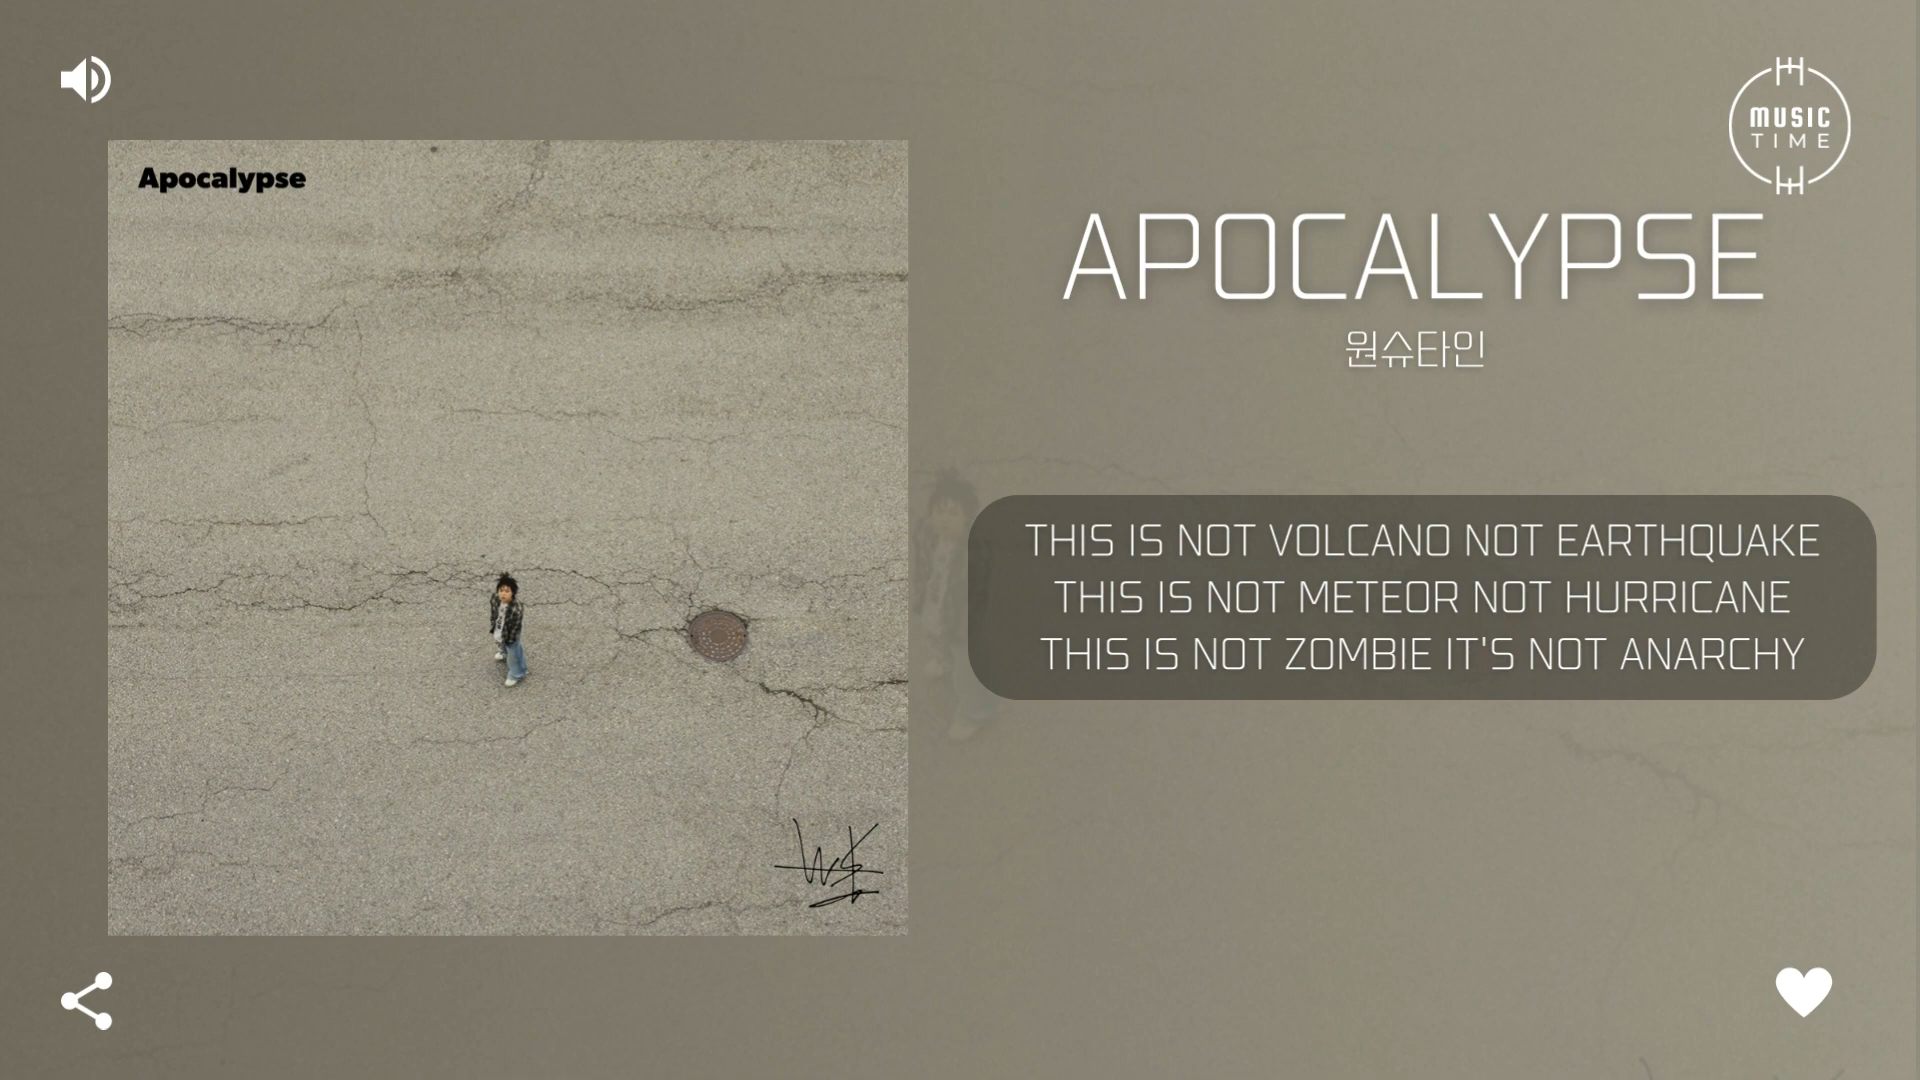 Apocalypse
MUSIC
TIME
APOCALYPSE
원슈타인
THIS IS NOT VOLCANO NOT EARTHQUAKE
THIS IS NOT METEOR NOT HURRICANE
THIS IS NOT ZOMBIE IT'S NOT ANARCHY